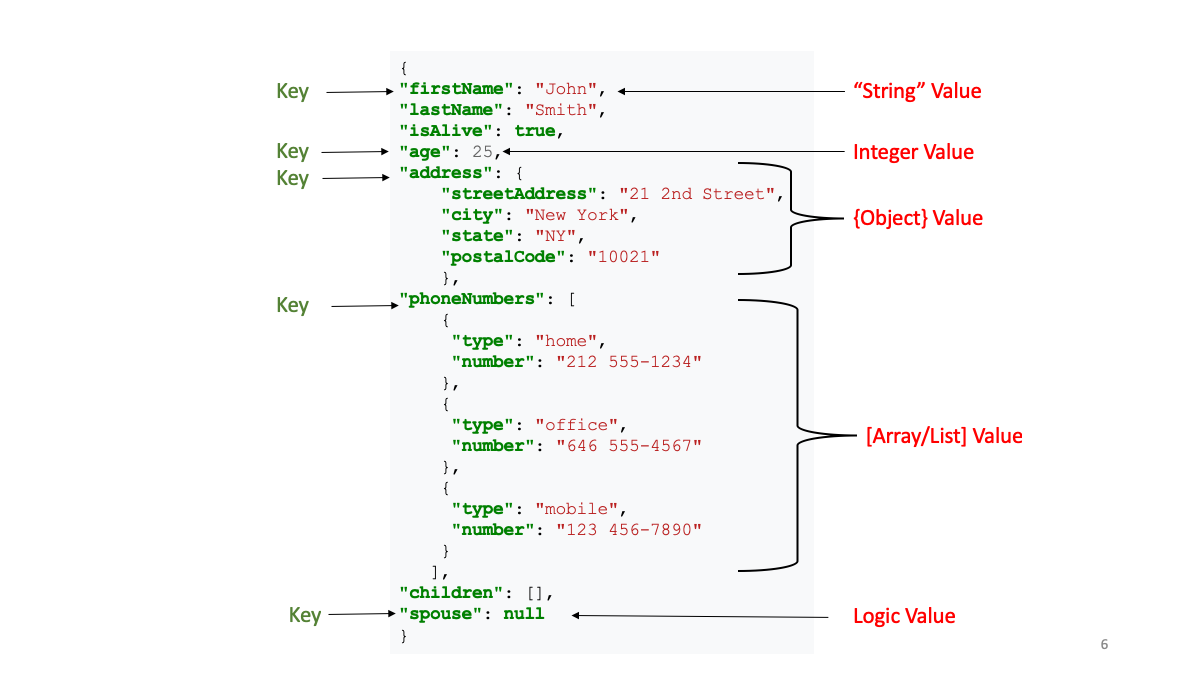 {
Key "firstName": "John", “String” Value
"lastName": "Smith",
"isAlive": true,
Key "age": 25, Integer Value
Key "address": {
"streetAddress": "21 2nd Street",
"city": "New York", {Object} Value
"state": "NY",
"postalCode": "10021"
},
Key "phoneNumbers": [
{
"type": "home",
"number": "212 555-1234"
},
{
"type": "office",
[Array/List] Value
"number": "646 555-4567"
},
{
"type": "mobile",
"number": "123 456-7890"
}
],
"children": [],
Key "spouse": null Logic Value
}
6